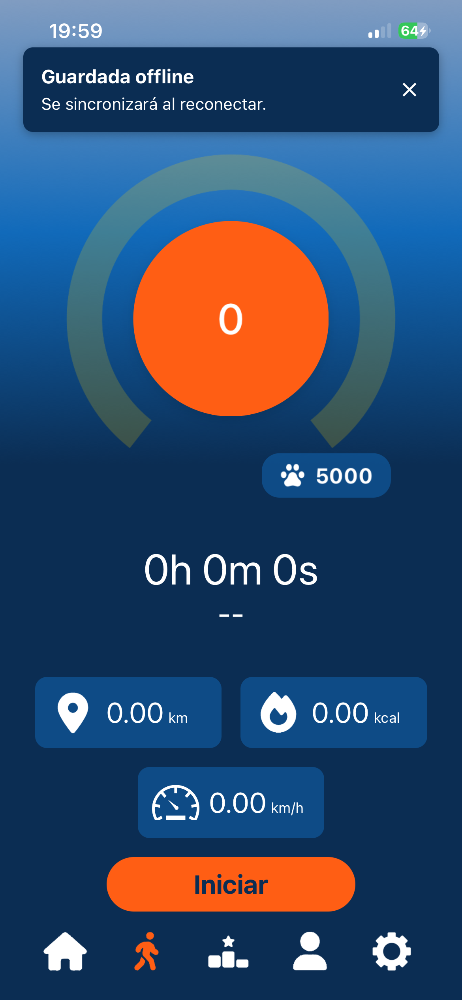 19:59
64
Guardada offline
Se sincronizará al reconectar.
0
5000
0h 0m 0s
--
0.00 km
0.00 kcal
0.00 km/h
Iniciar